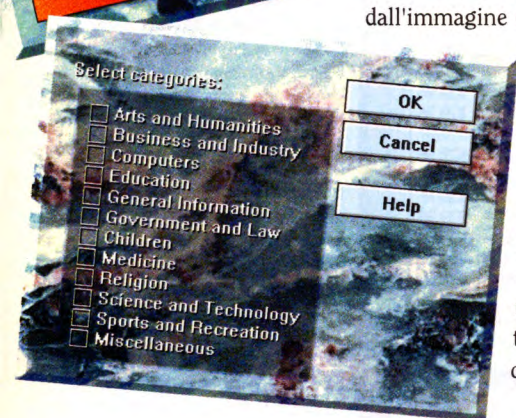 dall'immagine
Select categories:
Arts and Humanities
Business and Industry
Computers
Education
General Information
Government and Law
Children
Medicine
Religion
Science and Technology
Sports and Recreation
Miscellaneous
OK
Cancel
Help